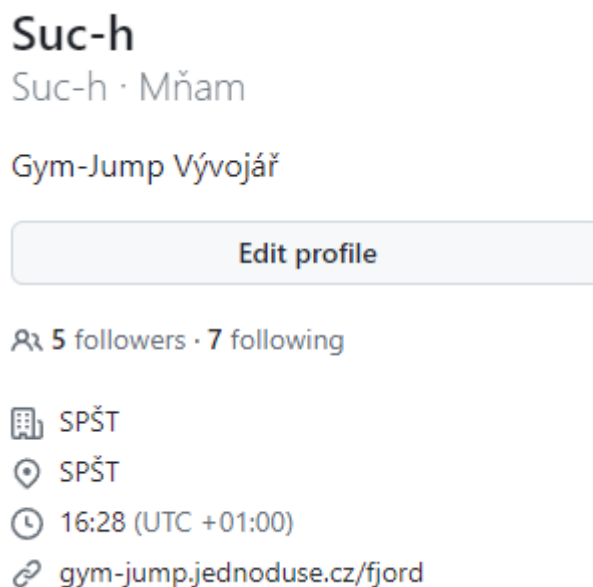 Suc-h
Suc-h · Mňam
Gym-Jump Vývojář
Edit profile
5 followers · 7 following
SPŠT
SPŠT
16:28 (UTC +01:00)
gym-jump.jednoduse.cz/fjord